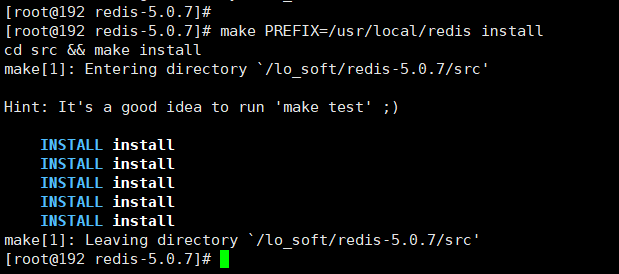 [root@192 redis-5.0.7]#
[root@192 redis-5.0.7]# make PREFIX=/usr/local/redis install
cd src && make install
make[1]: Entering directory `/lo_soft/redis-5.0.7/src'
Hint: It's a good idea to run 'make test' ;)
INSTALL install
INSTALL install
INSTALL install
INSTALL install
INSTALL install
make[1]: Leaving directory `/lo_soft/redis-5.0.7/src'
[root@192 redis-5.0.7]#